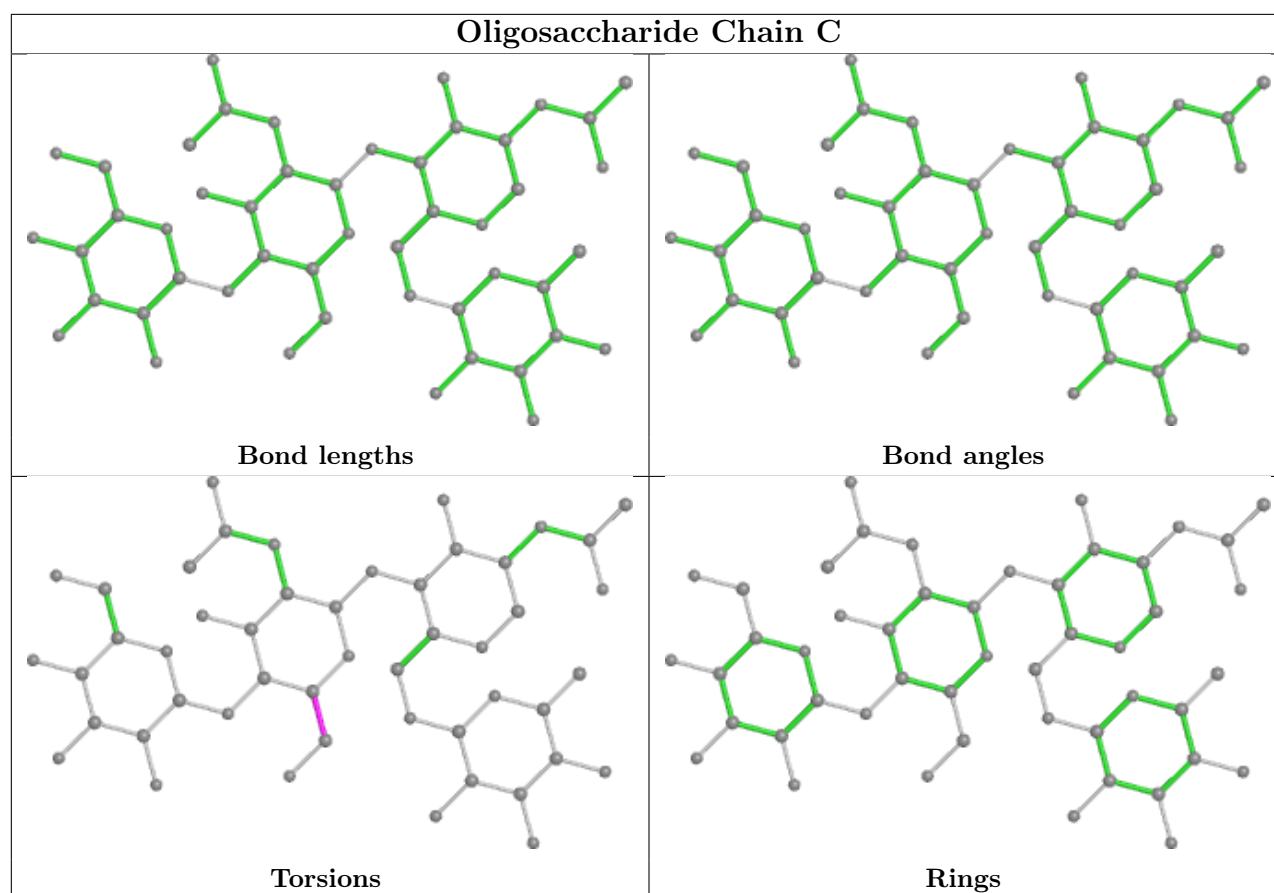 Oligosaccharide Chain C
Bond lengths
Bond angles
Torsions
Rings